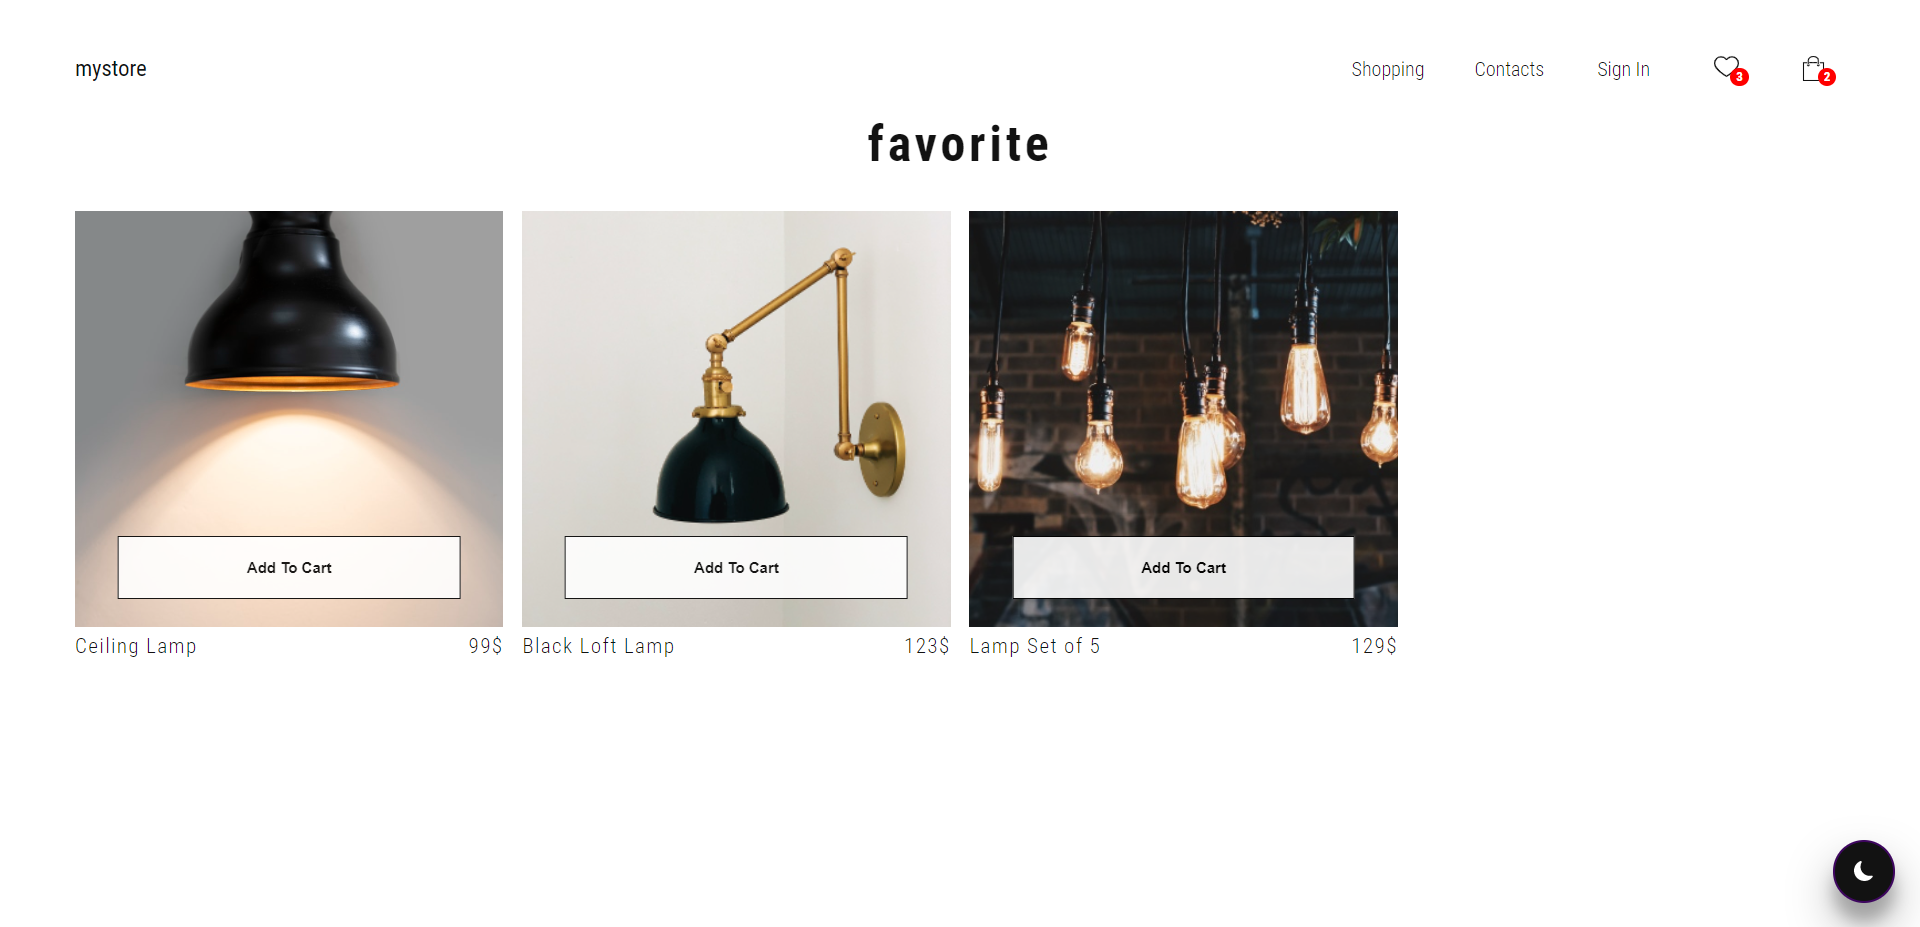 mystore
Shopping
Contacts
Sign In
3
2
favorite
Add To Cart
Add To Cart
Add To Cart
Ceiling Lamp
99$
Black Loft Lamp
123$
Lamp Set of 5
129$